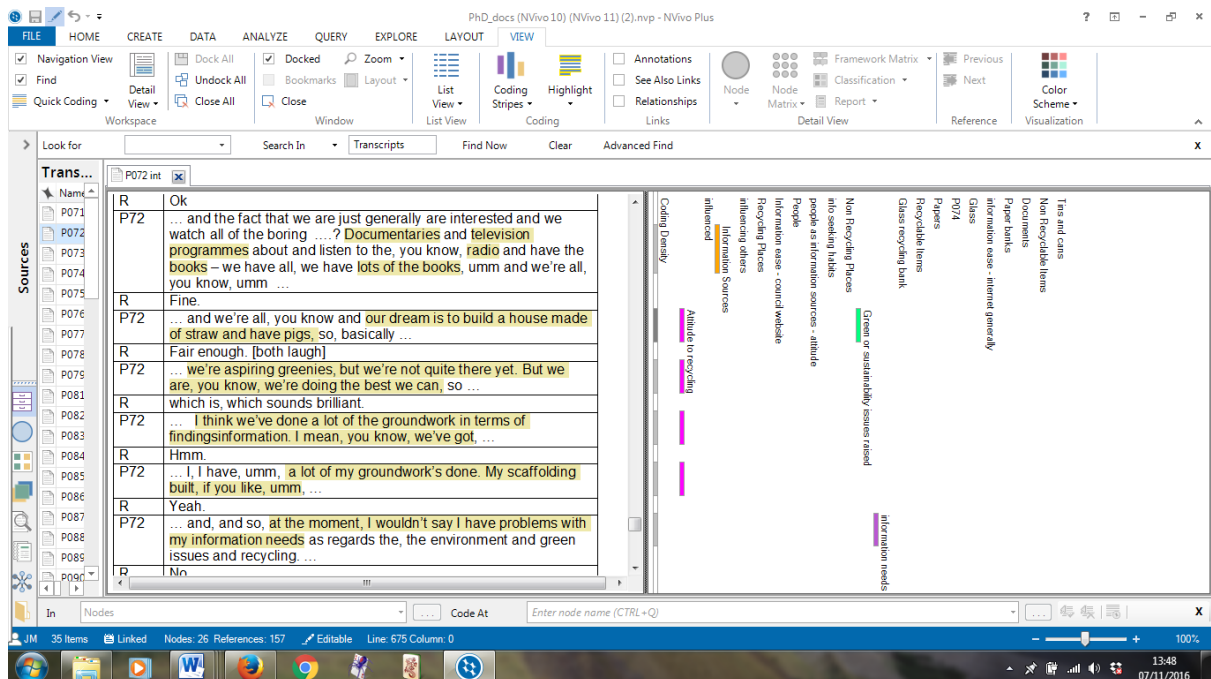 PhD_docs (NVivo 10) (NVivo 11) (2).nvp - NVivo Plus
FILE HOME CREATE DATA ANALYZE QUERY EXPLORE LAYOUT VIEW
Navigation View
Find
Quick Coding
Detail View
Dock All
Undock All
Close All
Workspace
Docked
Bookmarks
Close
Zoom
Layout
Window
List View
List View
Coding Stripes
Highlight
Coding
Annotations
See Also Links
Relationships
Links
Node
Node Matrix
Framework Matrix
Classification
Report
Detail View
Previous
Next
Reference
Color Scheme
Visualization
Look for Search In Transcripts Find Now Clear Advanced Find x
Sources
Trans...
Name
P071
P072
P073
P074
P075
P076
P077
P078
P079
P081
P082
P083
P084
P085
P086
P087
P088
P089
P090
P072 int
R Ok
P72 … and the fact that we are just generally are interested and we
watch all of the boring ….? Documentaries and television
programmes about and listen to the, you know, radio and have the
books – we have all, we have lots of the books, umm and we're all,
you know, umm …
R Fine.
P72 … and we're all, you know and our dream is to build a house made
of straw and have pigs, so, basically …
R Fair enough. [both laugh]
P72 … we're aspiring greenies, but we're not quite there yet. But we
are, you know, we're doing the best we can, so …
R which is, which sounds brilliant.
P72 … I think we've done a lot of the groundwork in terms of
findingsinformation. I mean, you know, we've got, …
R Hmm.
P72 … I, I have, umm, a lot of my groundwork's done. My scaffolding
built, if you like, umm, …
R Yeah.
P72 … and, and so, at the moment, I wouldn't say I have problems with
my information needs as regards the, the environment and green
issues and recycling. …
R No
Coding Density
Attitude to recycling
influenced
Information Sources
influencing others
Recycling Places
Information ease - council website
People
people as information sources - attitude
info seeking habits
Non Recycling Places
Green or sustainability issues raised
information needs
Glass recycling bank
Recyclable Items
Papers
P074
Glass
information ease - internet generally
Paper banks
Documents
Non Recyclable Items
Tins and cans
In Nodes ... Code At Enter node name (CTRL+Q) ... x
JM 35 Items Linked Nodes: 26 References: 157 Editable Line: 675 Column: 0 100%
13:48
07/11/2016